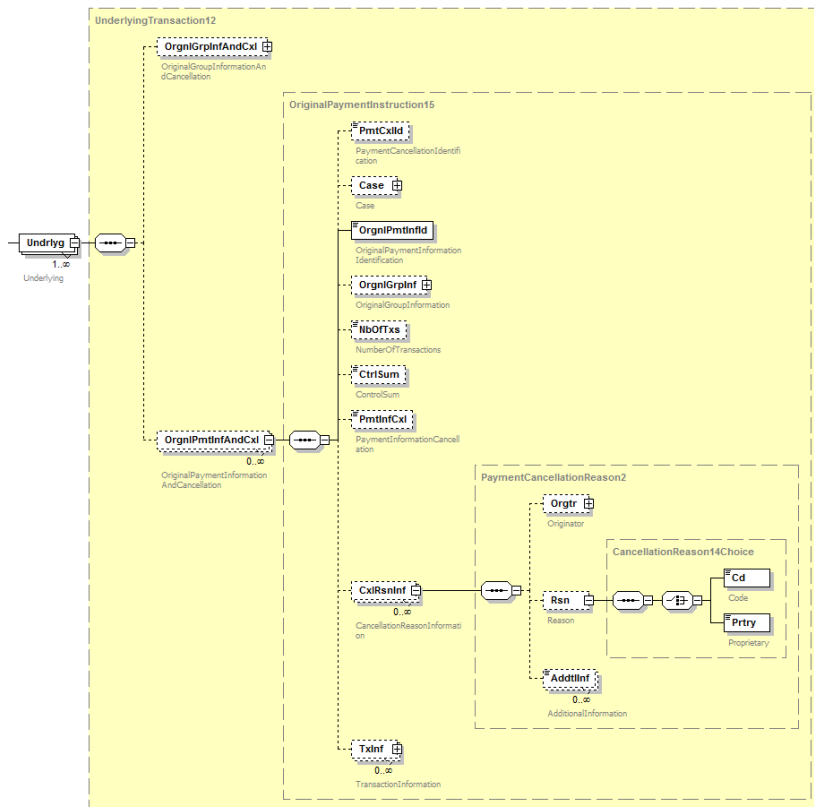 UnderlyingTransaction12
OrgnlGrpInfAndCxl
OriginalGroupInformationAn
dCancellation
OriginalPaymentInstruction15
PmtCxlId
PaymentCancellationIdentifi
cation
Case
Case
Undrlyg
1..∞
Underlying
OrgnlPmtInfId
OriginalPaymentInformation
Identification
OrgnlGrpInf
OriginalGroupInformation
NbOfTxs
NumberOfTransactions
CtrlSum
ControlSum
PmtInfCxl
PaymentInformationCancell
ation
OrgnlPmtInfAndCxl
0..∞
OriginalPaymentInformation
AndCancellation
PaymentCancellationReason2
Orgtr
Originator
CancellationReason14Choice
Cd
Code
CxlRsnInf
0..∞
CancellationReasonInformati
on
Rsn
Reason
Prtry
Proprietary
AddtlInf
0..∞
AdditionalInformation
TxInf
0..∞
TransactionInformation